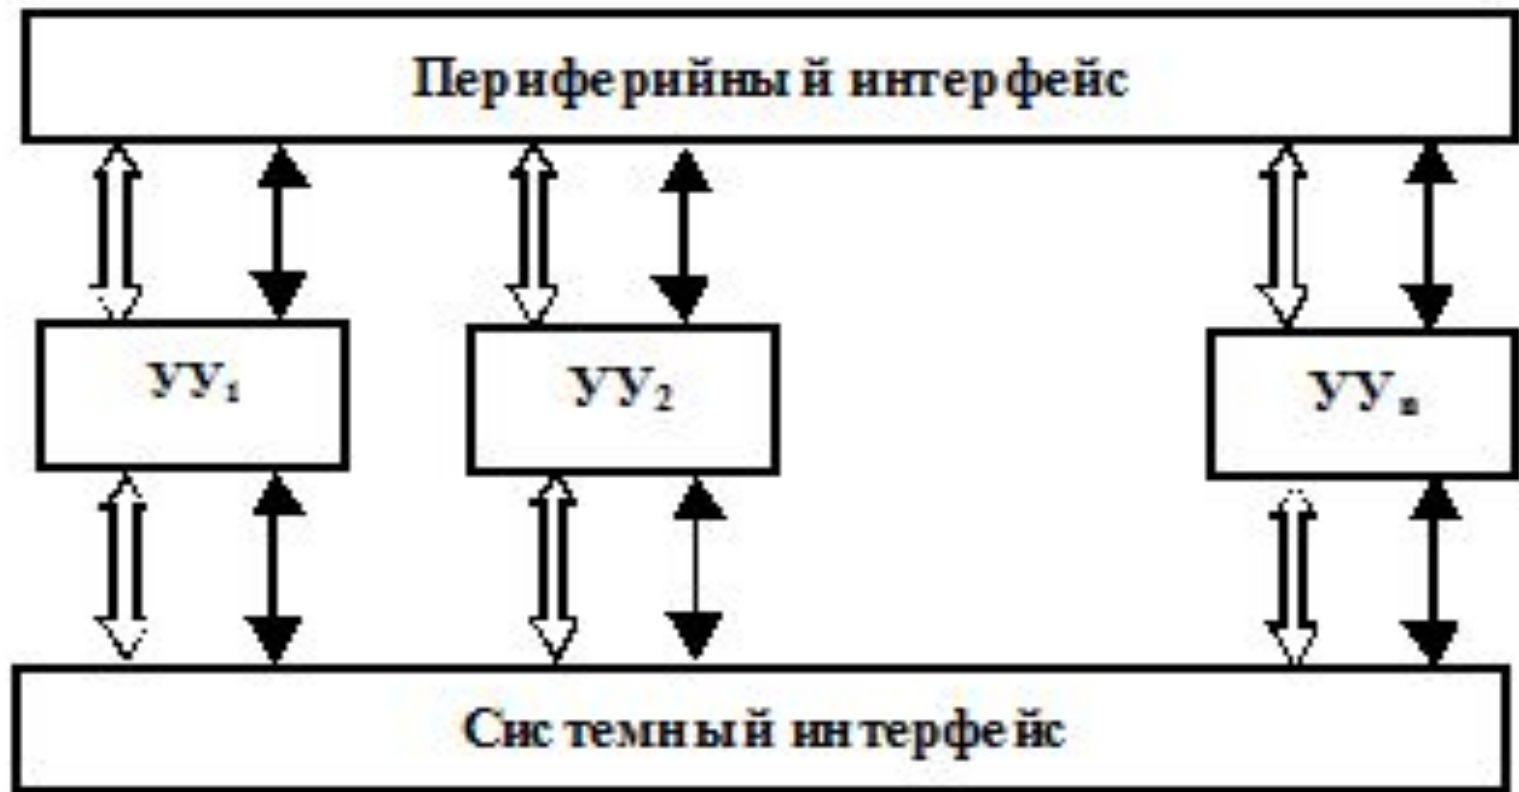 Периферийный интерфейс
УУ₁
УУ₂
УУₙ
Системный интерфейс